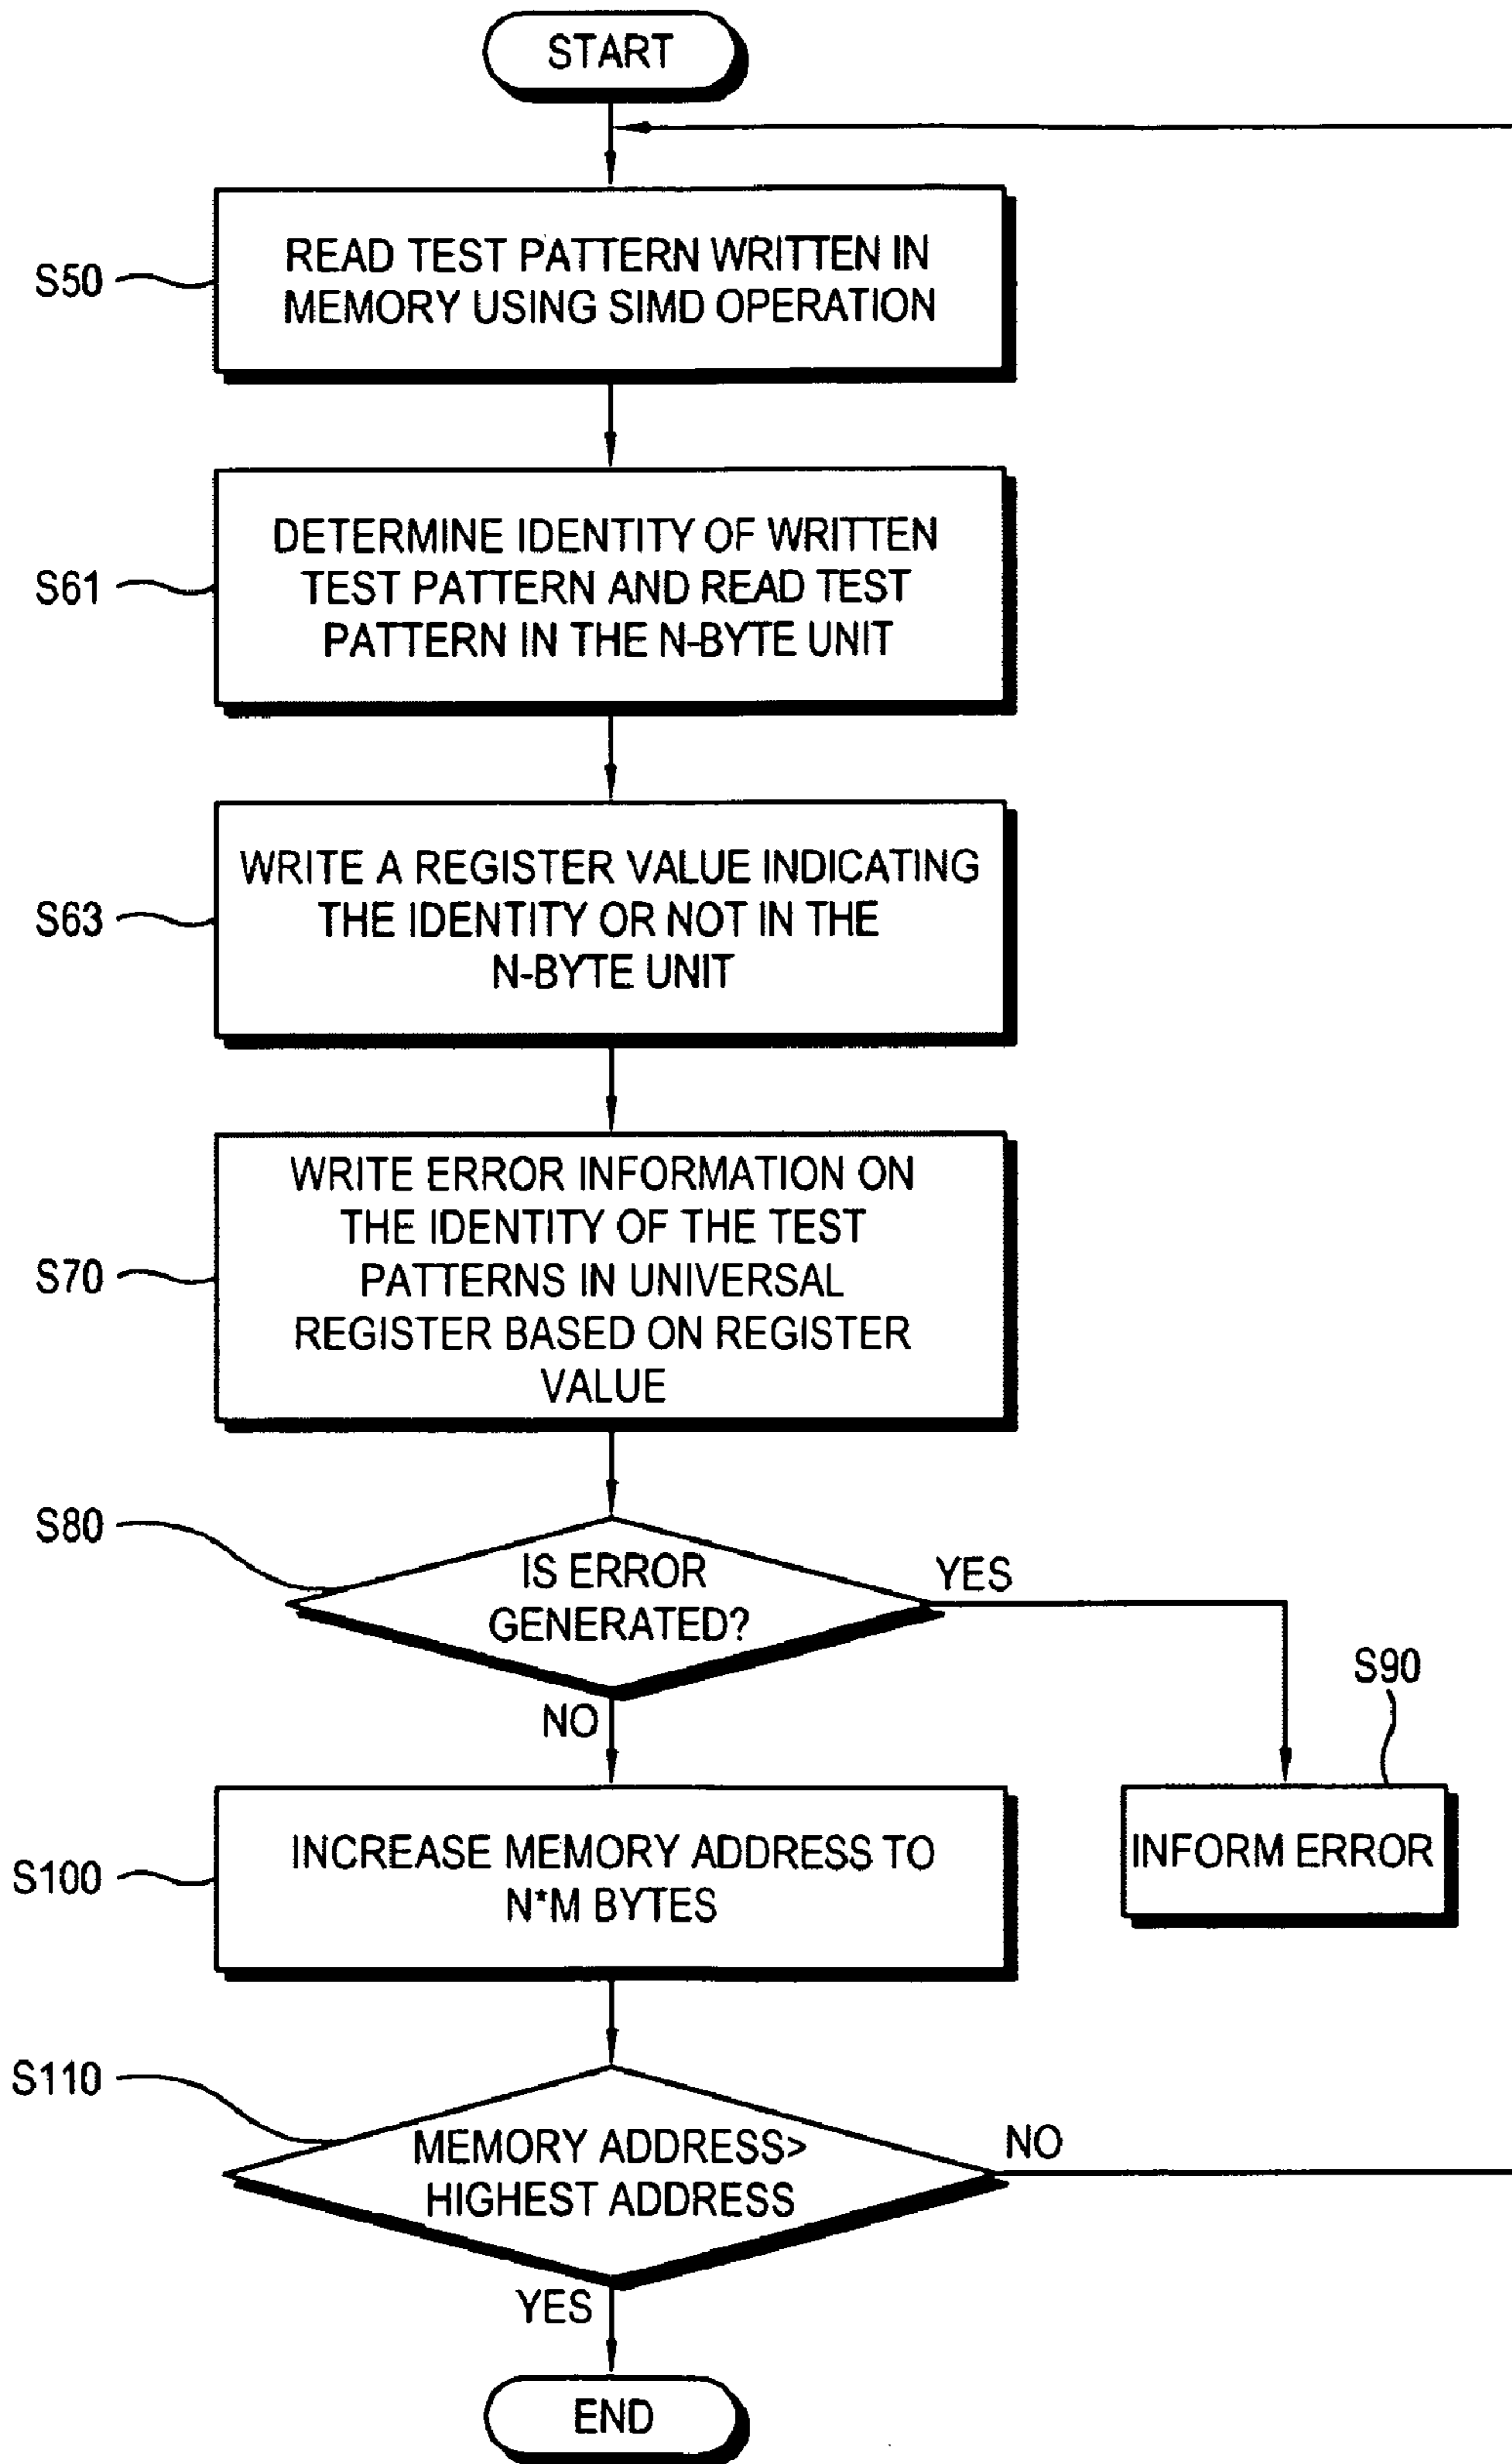 START
S50
READ TEST PATTERN WRITTEN IN
MEMORY USING SIMD OPERATION
S61
DETERMINE IDENTITY OF WRITTEN
TEST PATTERN AND READ TEST
PATTERN IN THE N-BYTE UNIT
S63
WRITE A REGISTER VALUE INDICATING
THE IDENTITY OR NOT IN THE
N-BYTE UNIT
S70
WRITE ERROR INFORMATION ON
THE IDENTITY OF THE TEST
PATTERNS IN UNIVERSAL
REGISTER BASED ON REGISTER
VALUE
S80
IS ERROR
GENERATED?
YES
NO
S90
INFORM ERROR
S100
INCREASE MEMORY ADDRESS TO
N*M BYTES
S110
MEMORY ADDRESS>
HIGHEST ADDRESS
NO
YES
END